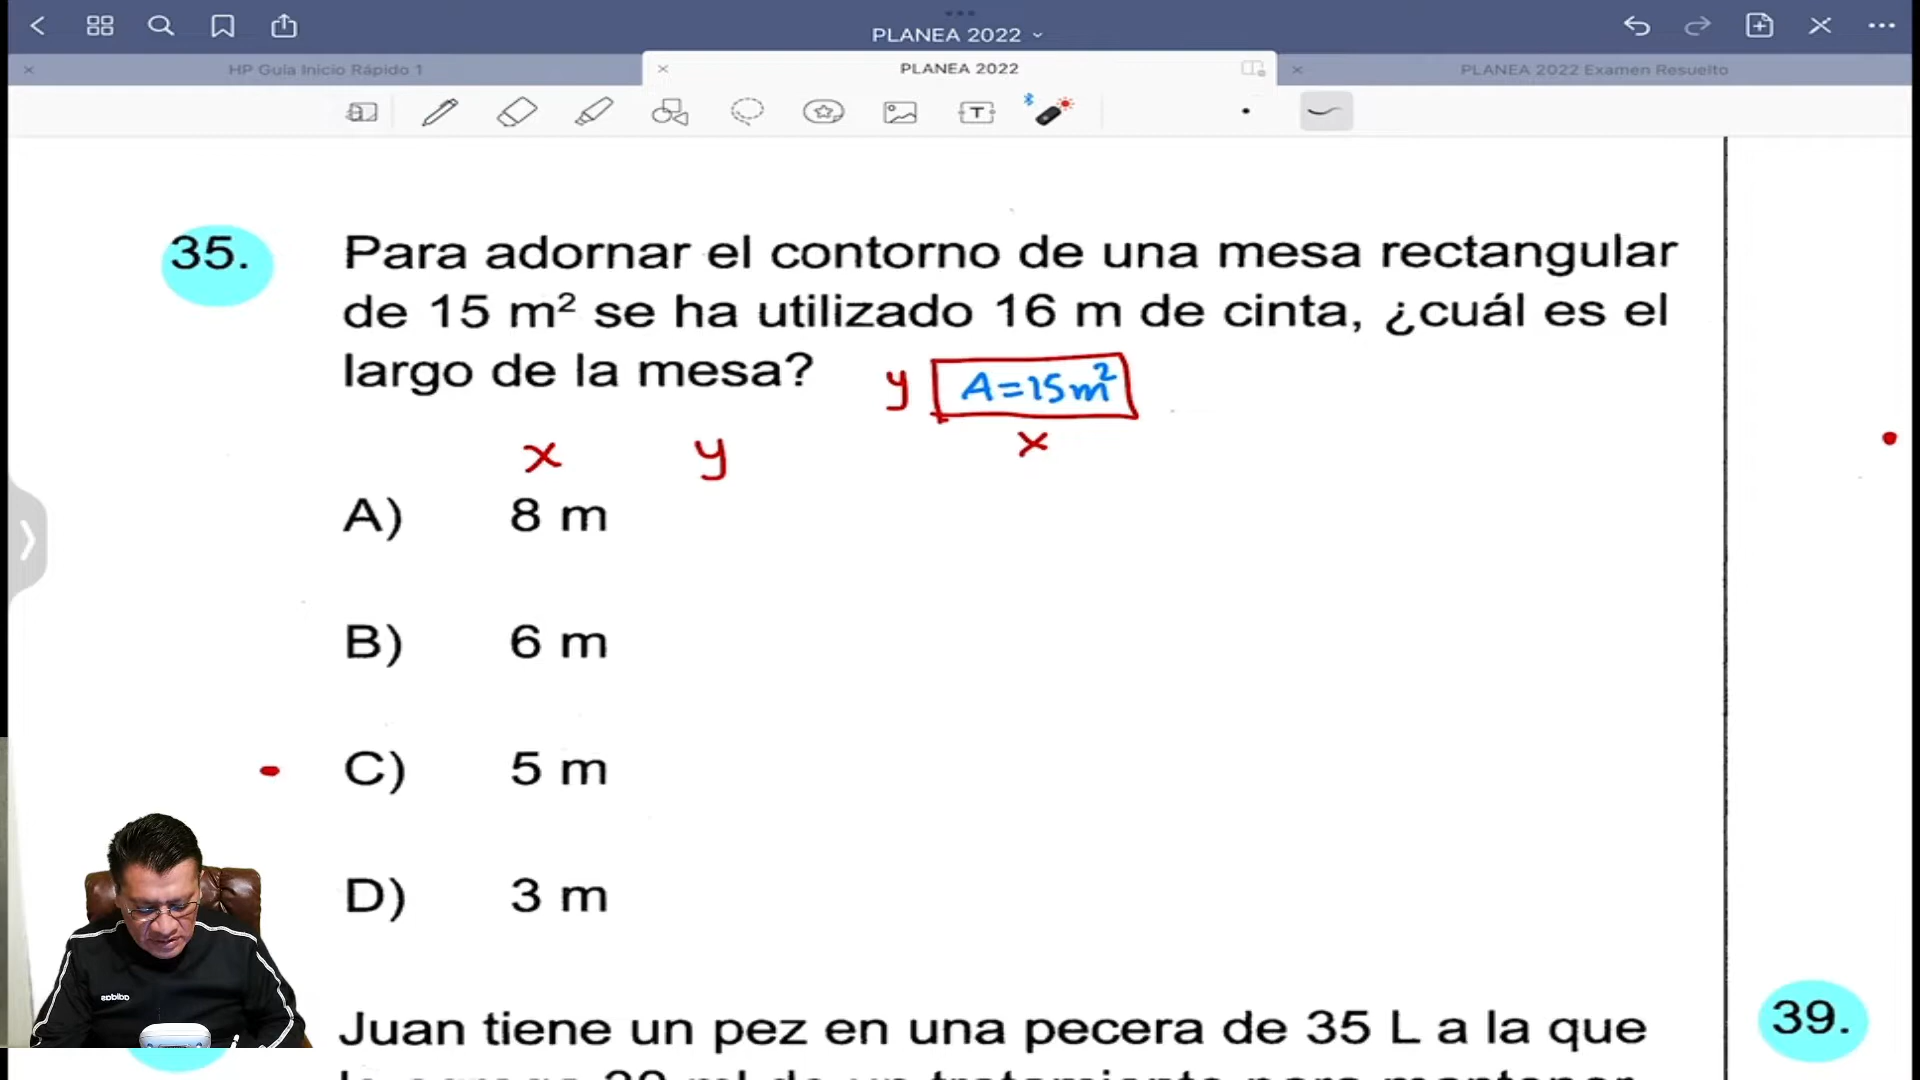 PLANEA 2022
HP Guía Inicio Rápido 1
PLANEA 2022
PLANEA 2022 Examen Resuelto
T
35. Para adornar el contorno de una mesa rectangular
de 15 m² se ha utilizado 16 m de cinta, ¿cuál es el
largo de la mesa?
y A=15m²
x
x y
A) 8 m
B) 6 m
C) 5 m
D) 3 m
adidas
Juan tiene un pez en una pecera de 35 L a la que
39.